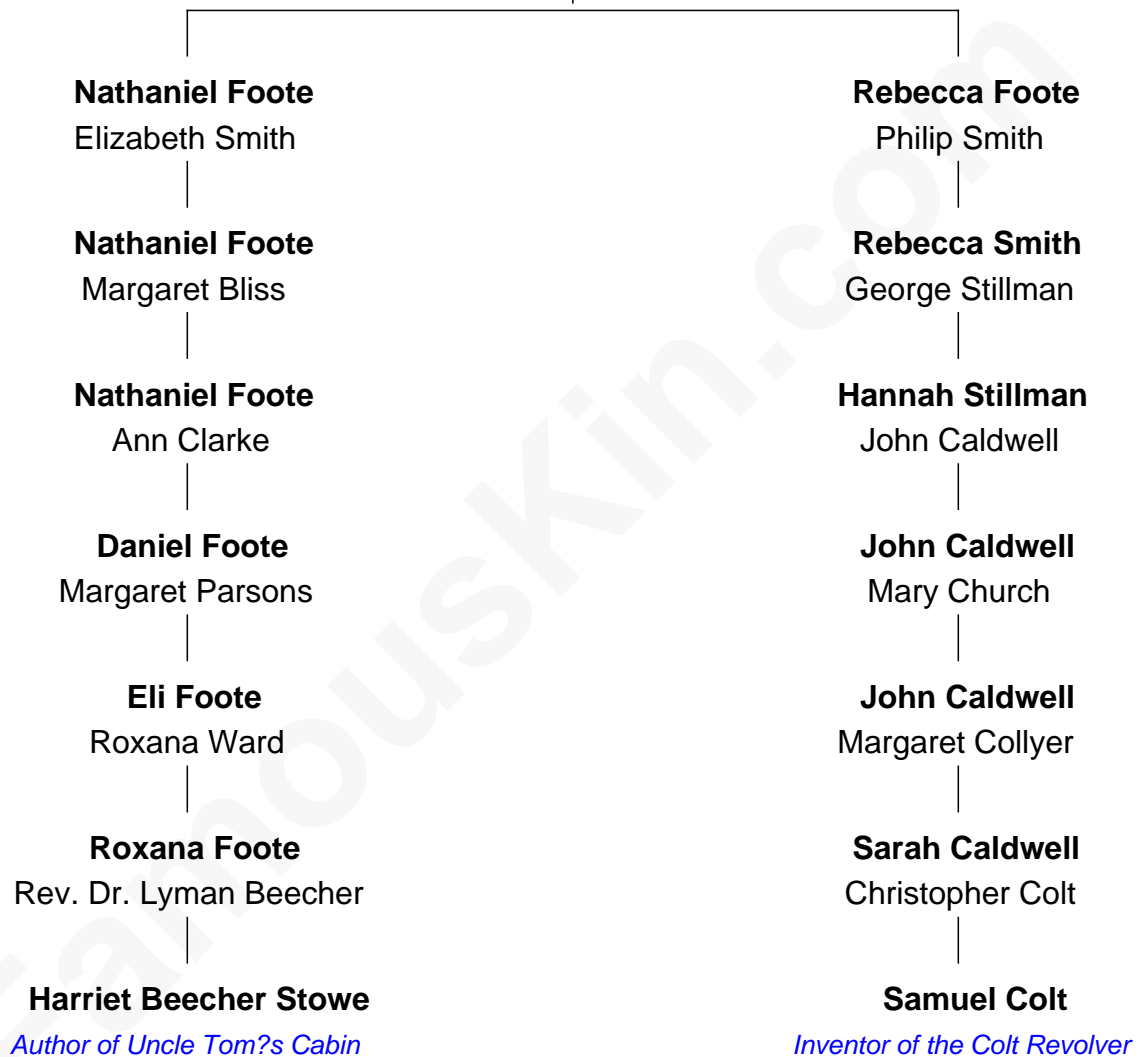 Nathaniel Foote
Elizabeth Smith
Nathaniel Foote
Margaret Bliss
Nathaniel Foote
Ann Clarke
Daniel Foote
Margaret Parsons
Eli Foote
Roxana Ward
Roxana Foote
Rev. Dr. Lyman Beecher
Harriet Beecher Stowe
Author of Uncle Tom?s Cabin
Rebecca Foote
Philip Smith
Rebecca Smith
George Stillman
Hannah Stillman
John Caldwell
John Caldwell
Mary Church
John Caldwell
Margaret Collyer
Sarah Caldwell
Christopher Colt
Samuel Colt
Inventor of the Colt Revolver
FamousKin.com